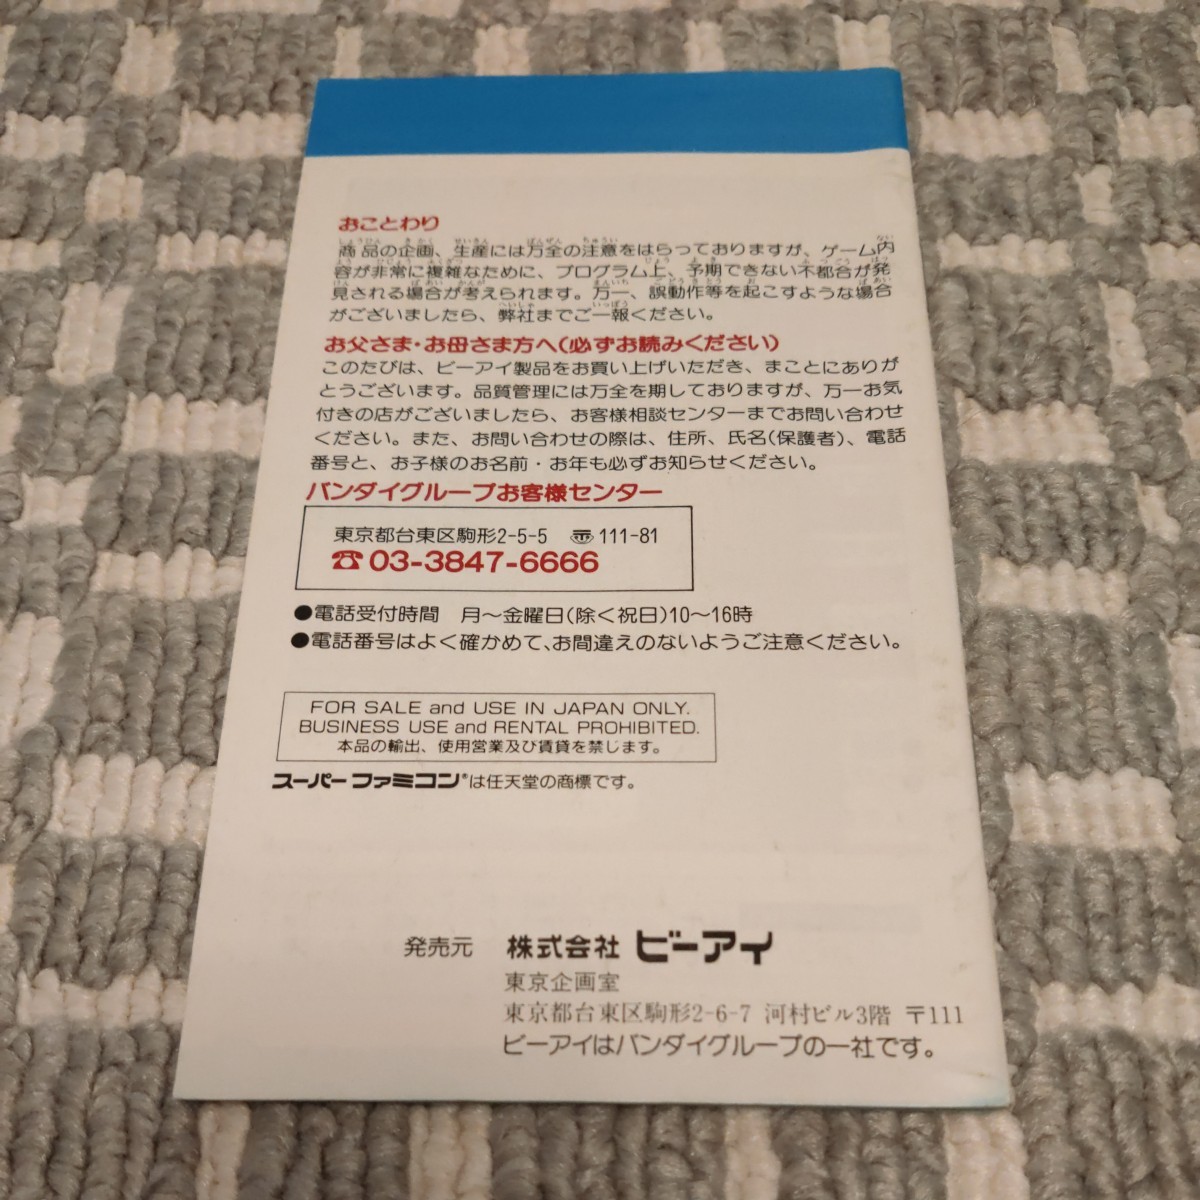 おことわり
商品の企画、生産には万全の注意をはらっておりますが、ゲーム内
容が非常に複雑なために、プログラム上、予期できない不都合が発
見される場合が考えられます。万一、誤動作等を起こすような場合
がございましたら、弊社までご一報ください。
お父さま・お母さま方へ(必ずお読みください)
このたびは、ビーアイ製品をお買い上げいただき、まことにありが
とうございます。品質管理には万全を期しておりますが、万一お気
付きの店がございましたら、お客様相談センターまでお問い合わせ
ください。また、お問い合わせの際は、住所、氏名(保護者)、電話
番号と、お子様のお名前・お年も必ずお知らせください。
バンダイグループお客様センター
東京都台東区駒形2-5-5 〠111-81
☎03-3847-6666
●電話受付時間 月〜金曜日(除く祝日)10〜16時
●電話番号はよく確かめて、お間違えのないようご注意ください。
FOR SALE and USE IN JAPAN ONLY.
BUSINESS USE and RENTAL PROHIBITED.
本品の輸出、使用営業及び賃貸を禁じます。
スーパーファミコン®は任天堂の商標です。
発売元 株式会社 ビーアイ
東京企画室
東京都台東区駒形2-6-7 河村ビル3階 〒111
ビーアイはバンダイグループの一社です。